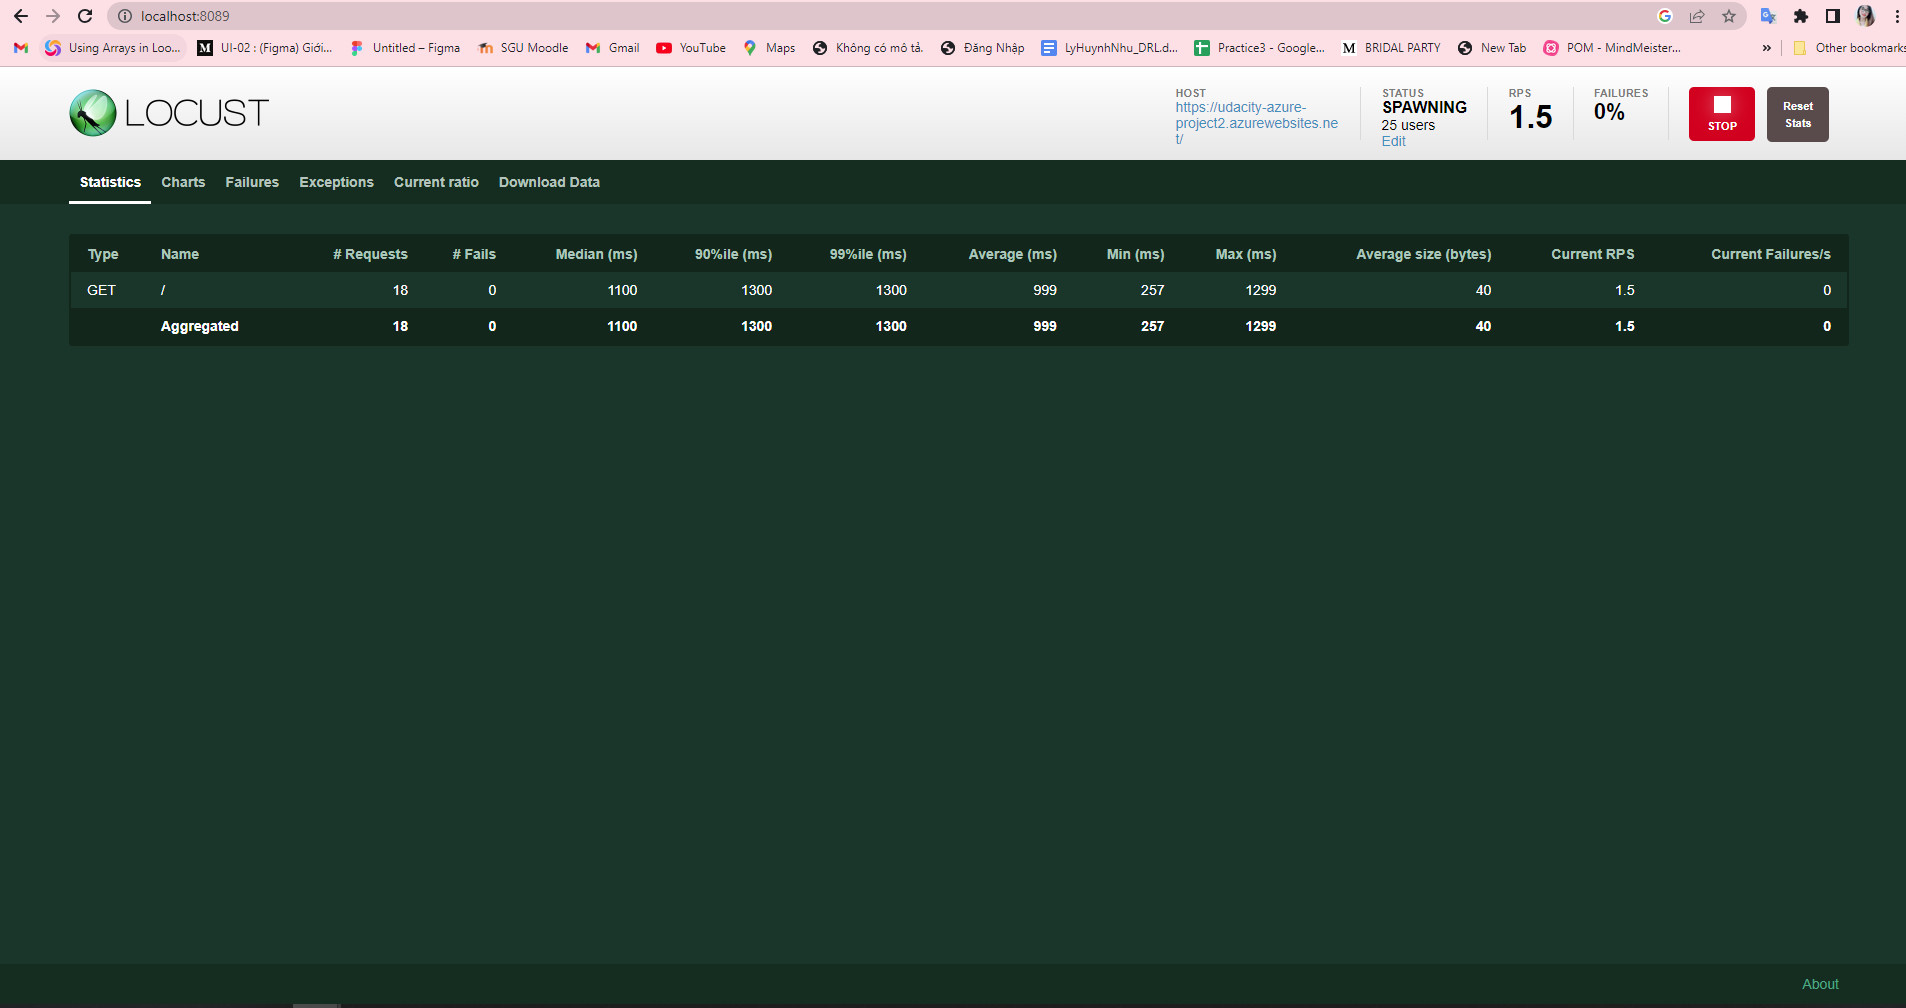 localhost:8089
Using Arrays in Loo... UI-02 : (Figma) Giới... Untitled – Figma SGU Moodle Gmail YouTube Maps Không có mô tả. Đăng Nhập LyHuynhNhu_DRL.d... Practice3 - Google... BRIDAL PARTY New Tab POM - MindMeister... » Other bookmarks
LOCUST
HOST
https://udacity-azure-
project2.azurewebsites.ne
t/
STATUS
SPAWNING
25 users
Edit
RPS
1.5
FAILURES
0%
STOP
Reset
Stats
Statistics Charts Failures Exceptions Current ratio Download Data
Type Name # Requests # Fails Median (ms) 90%ile (ms) 99%ile (ms) Average (ms) Min (ms) Max (ms) Average size (bytes) Current RPS Current Failures/s
GET / 18 0 1100 1300 1300 999 257 1299 40 1.5 0
Aggregated 18 0 1100 1300 1300 999 257 1299 40 1.5 0
About